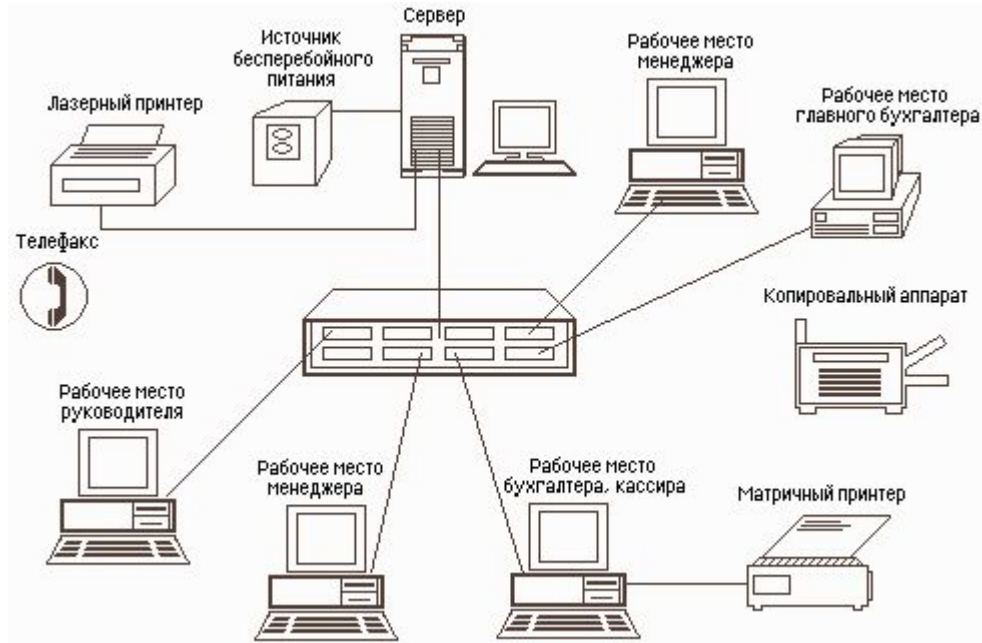 Сервер
Источник
бесперебойного
питания
Рабочее место
менеджера
Лазерный принтер
Рабочее место
главного бухгалтера
Телефакс
Копировальный аппарат
Рабочее место
руководителя
Рабочее место
менеджера
Рабочее место
бухгалтера, кассира
Матричный принтер